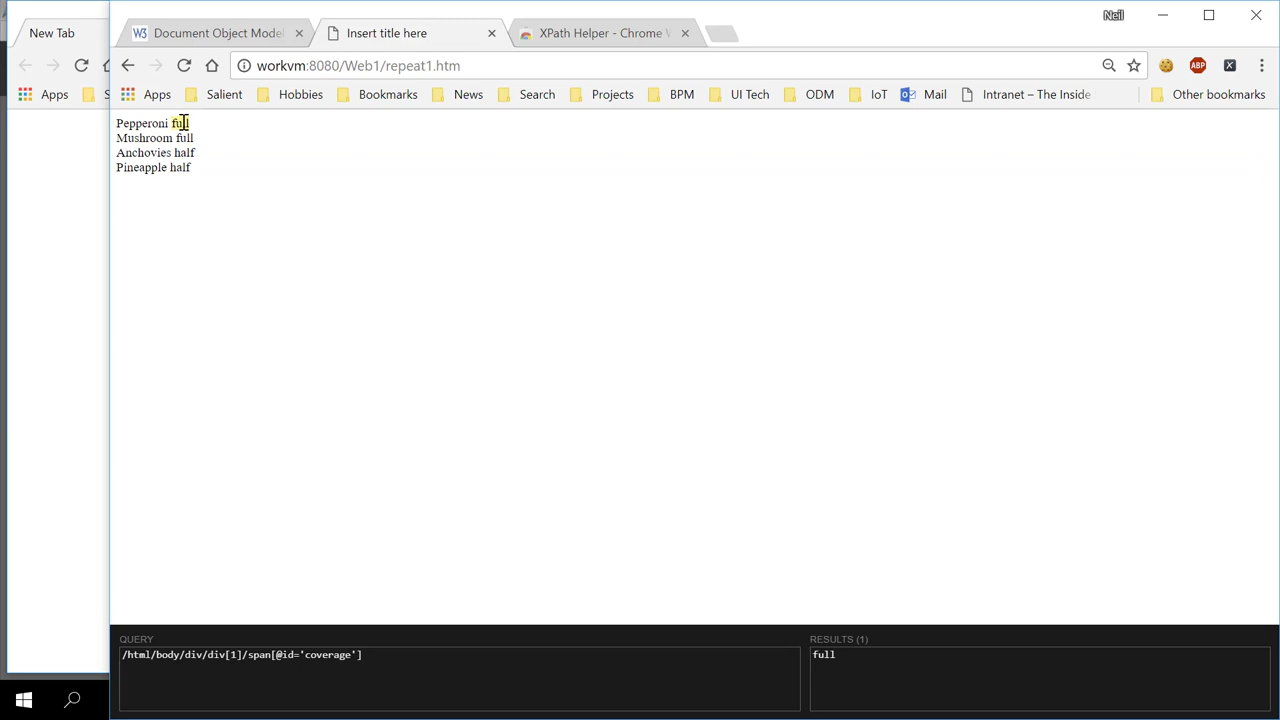 New Tab
Document Object Model
Insert title here
XPath Helper - Chrome W
Neil
workvm:8080/Web1/repeat1.htm
ABP
X
Apps
S
Apps
Salient
Hobbies
Bookmarks
News
Search
Projects
BPM
UI Tech
ODM
IoT
Mail
Intranet – The Inside
Other bookmarks
Pepperoni full
Mushroom full
Anchovies half
Pineapple half
QUERY
/html/body/div/div[1]/span[@id='coverage']
RESULTS (1)
full